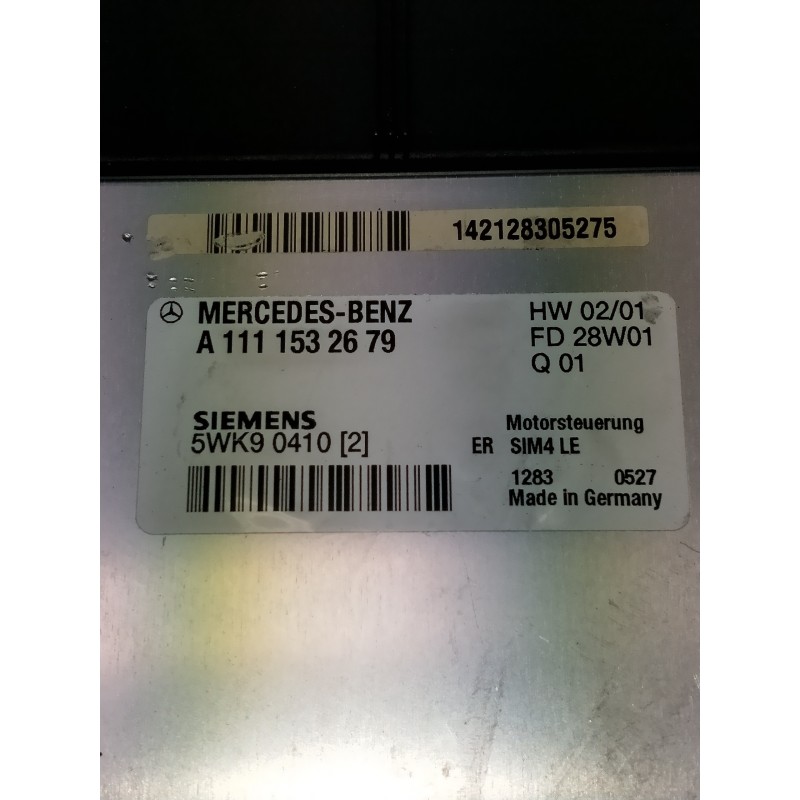 142128305275
MERCEDES-BENZ HW 02/01
A 111 153 26 79 FD 28W01
Q 01
SIEMENS Motorsteuerung
5WK9 0410 [2] ER SIM4 LE
1283 0527
Made in Germany